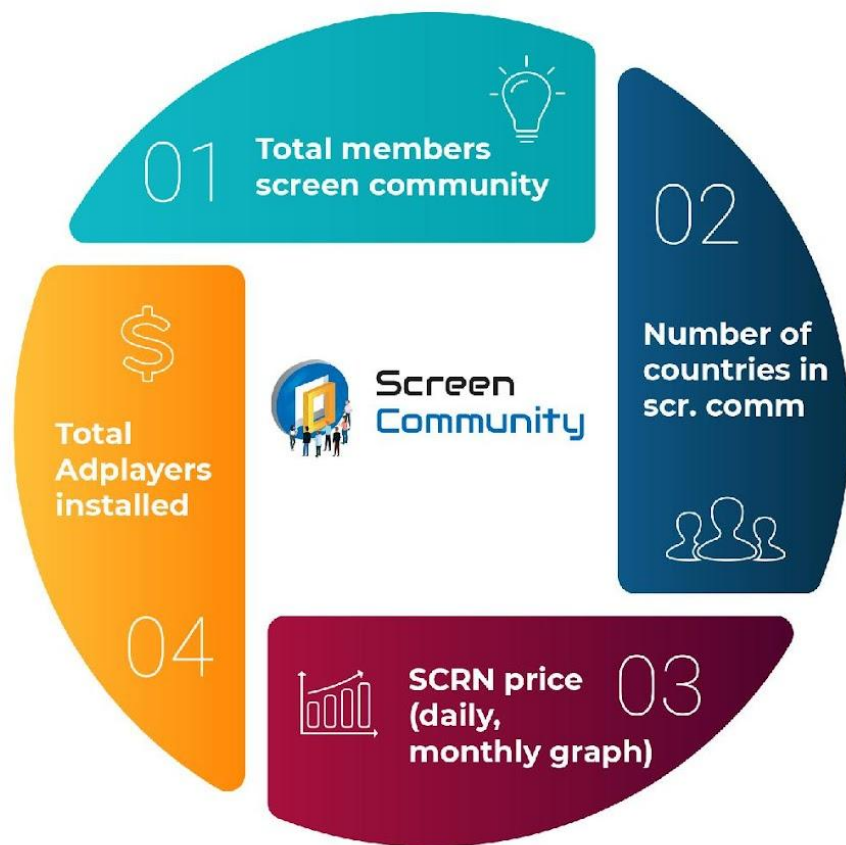 01
Total members
screen community
02
Number of
countries in
scr. comm
SCRN price
(daily,
monthly graph)
03
Total
Adplayers
installed
04
Screen
Community